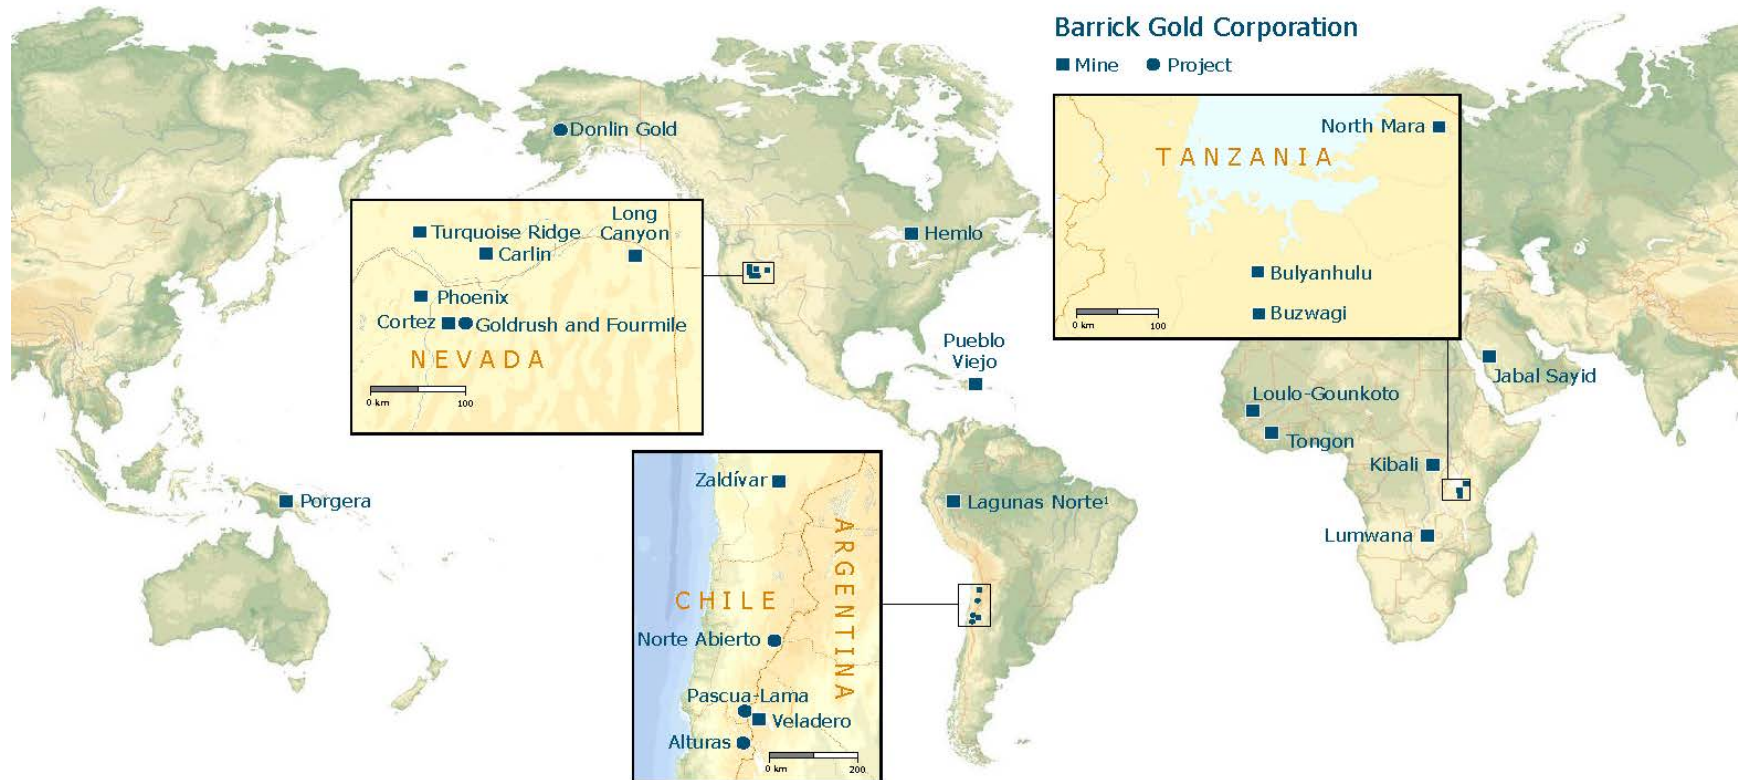 Barrick Gold Corporation
Mine
Project
Donlin Gold
Hemlo
Pueblo
Viejo
Lagunas Norte¹
Porgera
Loulo-Gounkoto
Tongon
Kibali
Lumwana
Jabal Sayid
Turquoise Ridge
Long
Canyon
Carlin
Phoenix
Cortez
Goldrush and Fourmile
NEVADA
0 km
100
TANZANIA
North Mara
Bulyanhulu
Buzwagi
0 km
100
Zaldívar
ARGENTINA
CHILE
Norte Abierto
Pascua-Lama
Veladero
Alturas
0 km
200